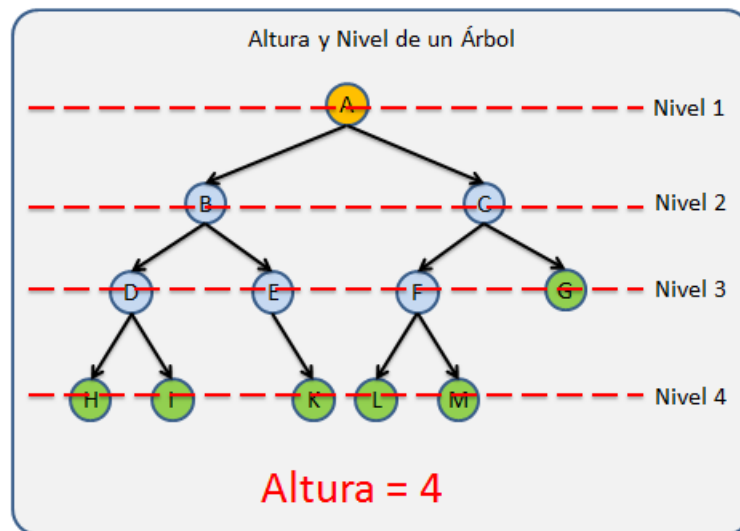 Altura y Nivel de un Árbol
A
Nivel 1
B
C
Nivel 2
D
E
F
G
Nivel 3
H
I
K
L
M
Nivel 4
Altura = 4